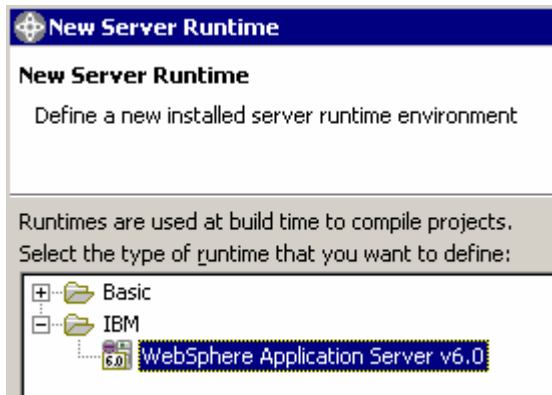 New Server Runtime
New Server Runtime
Define a new installed server runtime environment
Runtimes are used at build time to compile projects.
Select the type of runtime that you want to define:
Basic
IBM
6.0 WebSphere Application Server v6.0